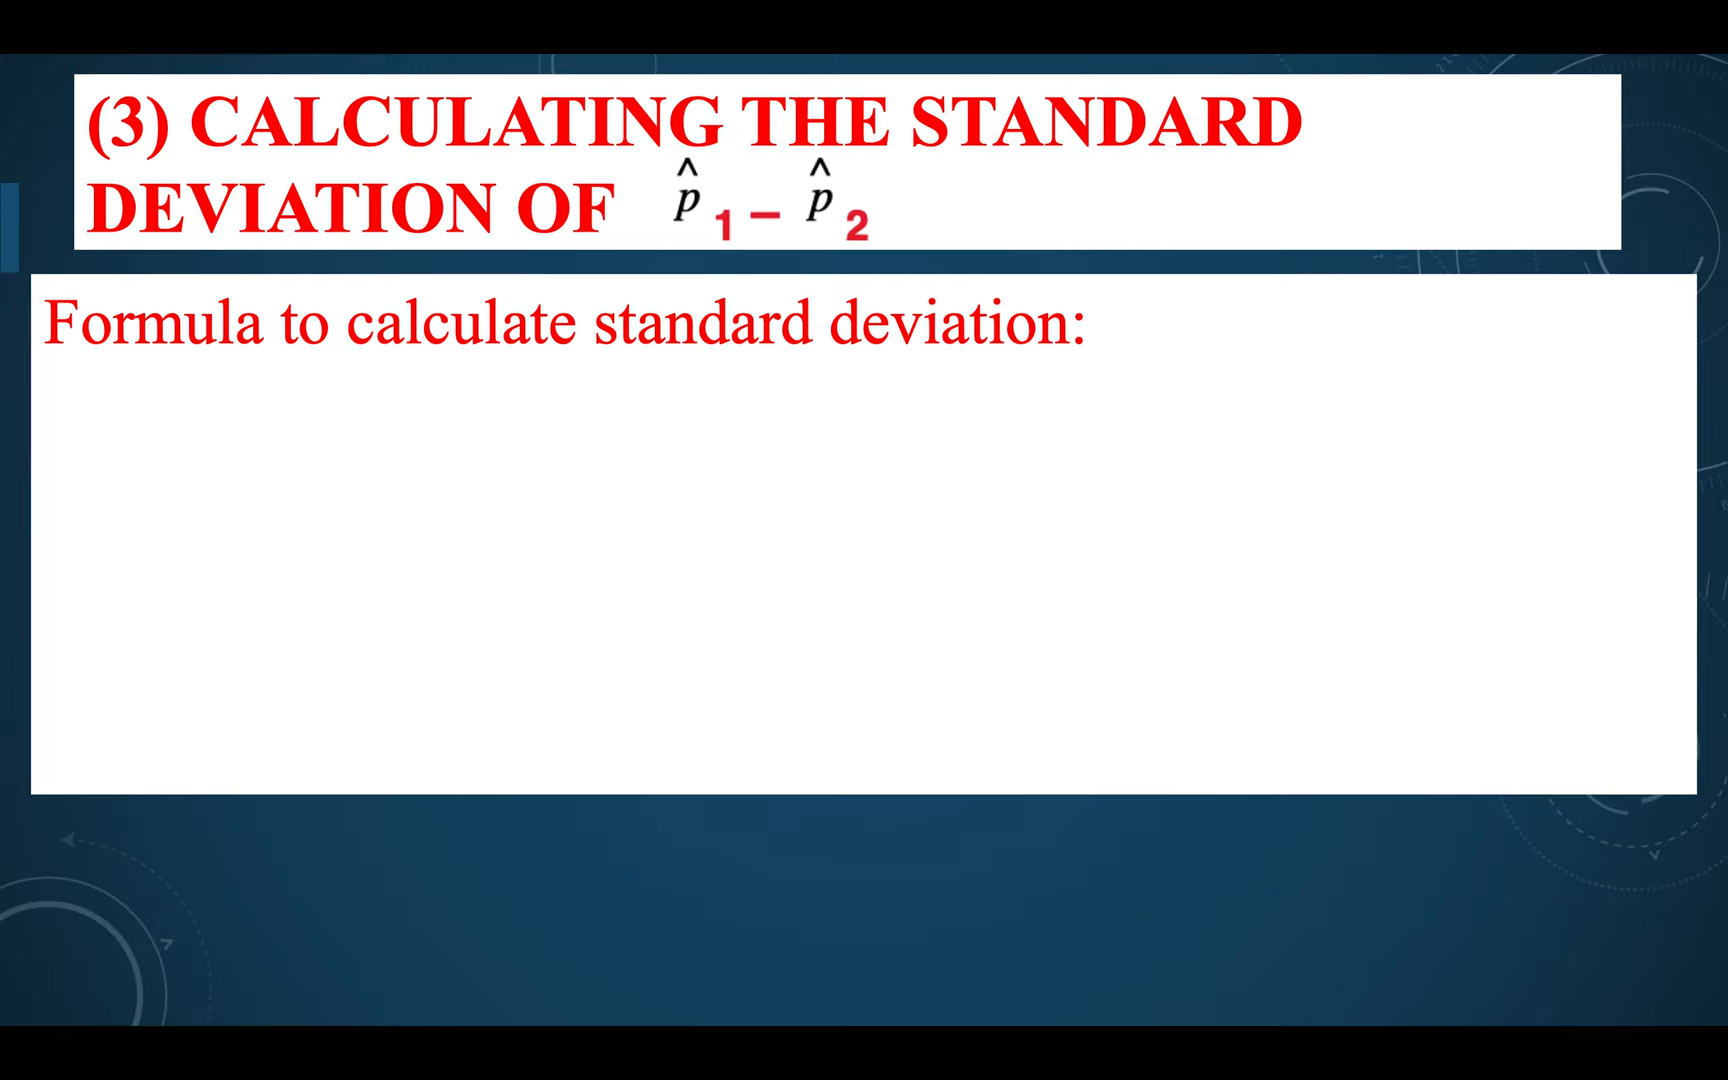 (3) CALCULATING THE STANDARD
DEVIATION OF p̂ 1 – p̂ 2
Formula to calculate standard deviation: